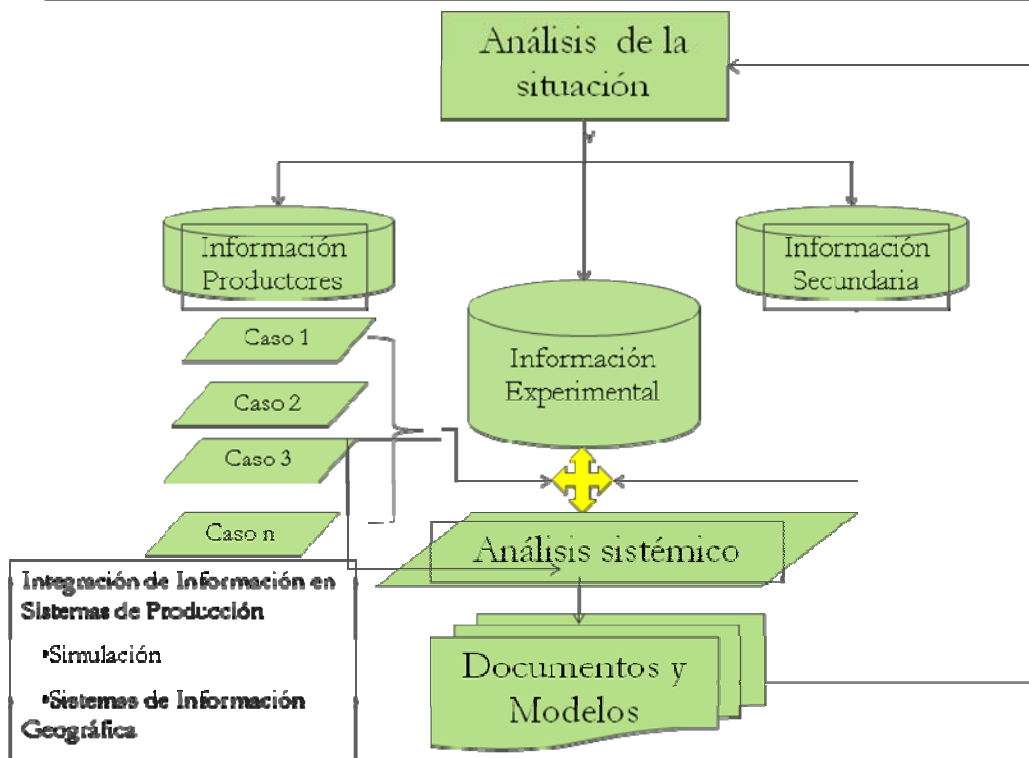 Análisis de la
situación
Información
Productores
Información
Secundaria
Información
Experimental
Caso 1
Caso 2
Caso 3
Caso n
Análisis sistémico
Integración de Información en
Sistemas de Producción
•Simulación
•Sistemas de Información
Geográfica
Documentos y
Modelos